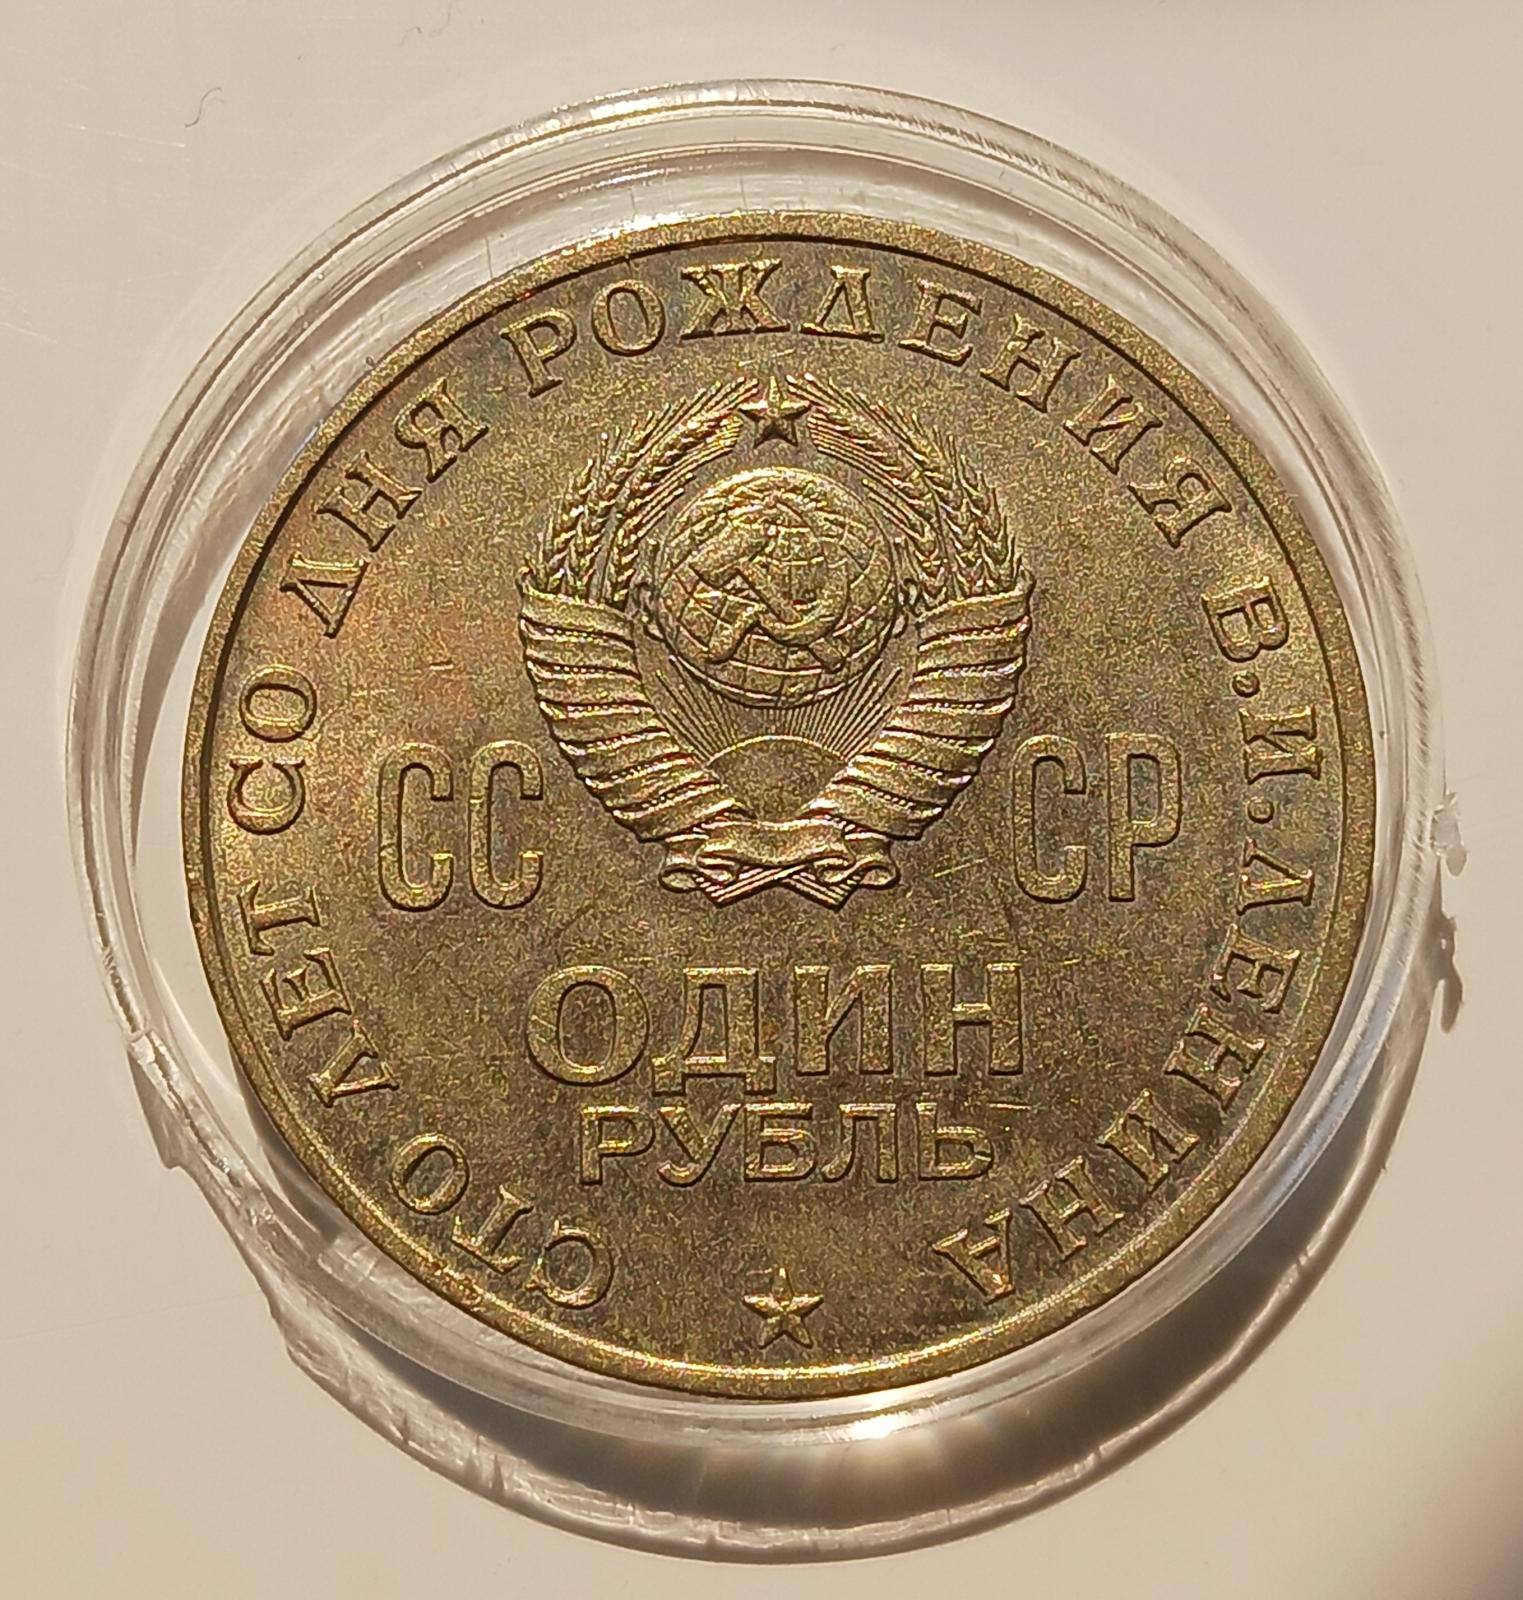 СТО ЛЕТ СО ДНЯ РОЖДЕНИЯ В.И.ЛЕНИНА
СС СР
ОДИН
РУБЛЬ